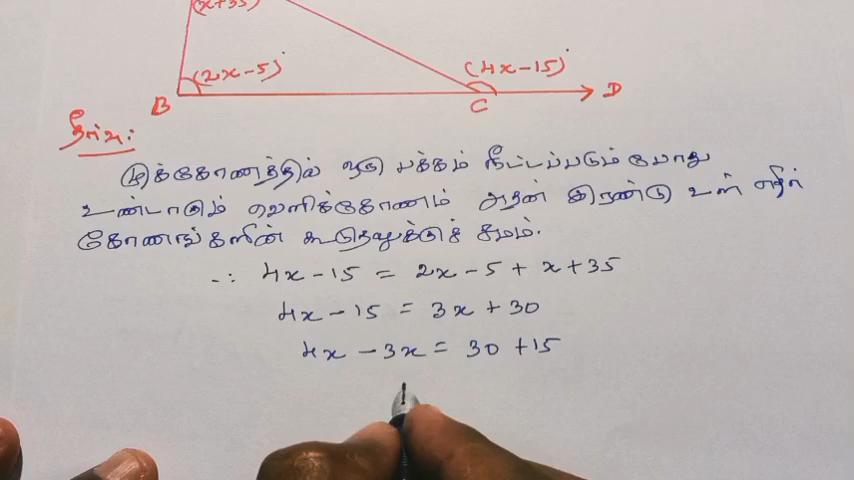 (x+35)
(2x-5)°
(4x-15)°
B
C
D
தீர்வு:
முக்கோணத்தில் ஒரு பக்கம் நீட்டப்படும் போது
உண்டாகும் வெளிக்கோணம் அதன் இரண்டு உள் எதிர்
கோணங்களின் கூடுதலுக்குச் சமம்.
∴ 4x - 15 = 2x - 5 + x + 35
4x - 15 = 3x + 30
4x - 3x = 30 + 15